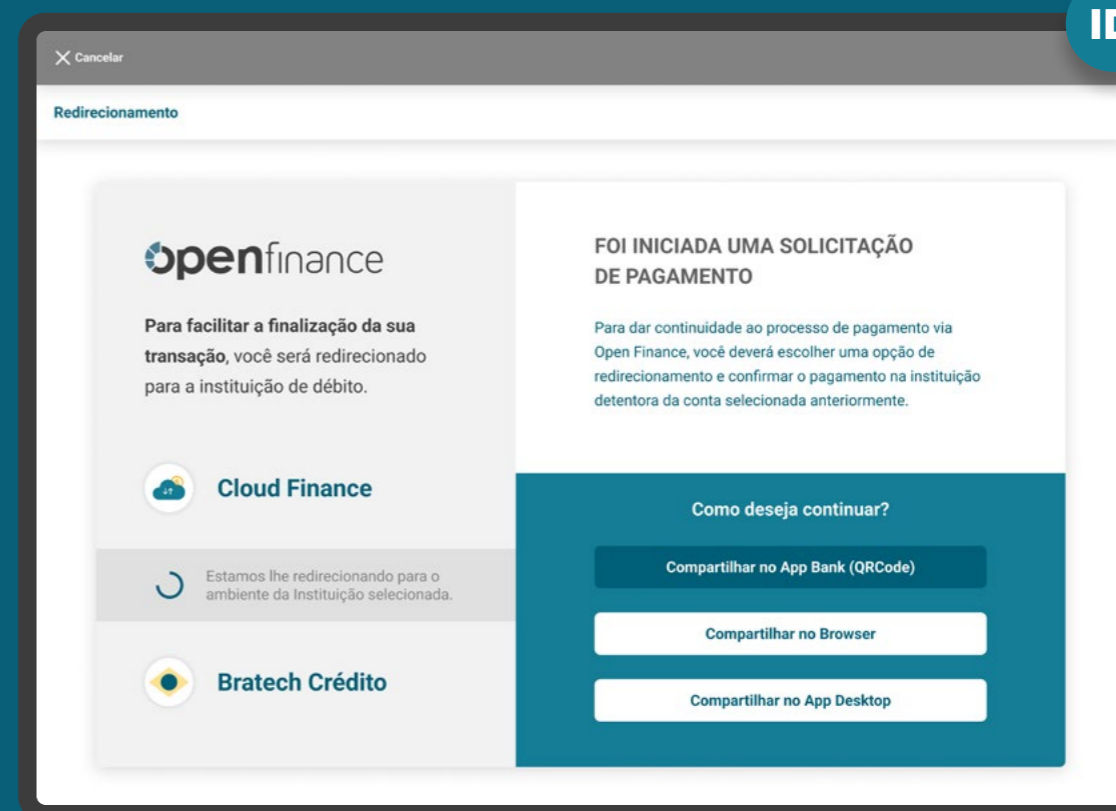 ID
Cancelar
Redirecionamento
openfinance
Para facilitar a finalização da sua
transação, você será redirecionado
para a instituição de débito.
Cloud Finance
Estamos lhe redirecionando para o
ambiente da Instituição selecionada.
Bratech Crédito
FOI INICIADA UMA SOLICITAÇÃO
DE PAGAMENTO
Para dar continuidade ao processo de pagamento via
Open Finance, você deverá escolher uma opção de
redirecionamento e confirmar o pagamento na instituição
detentora da conta selecionada anteriormente.
Como deseja continuar?
Compartilhar no App Bank (QRCode)
Compartilhar no Browser
Compartilhar no App Desktop